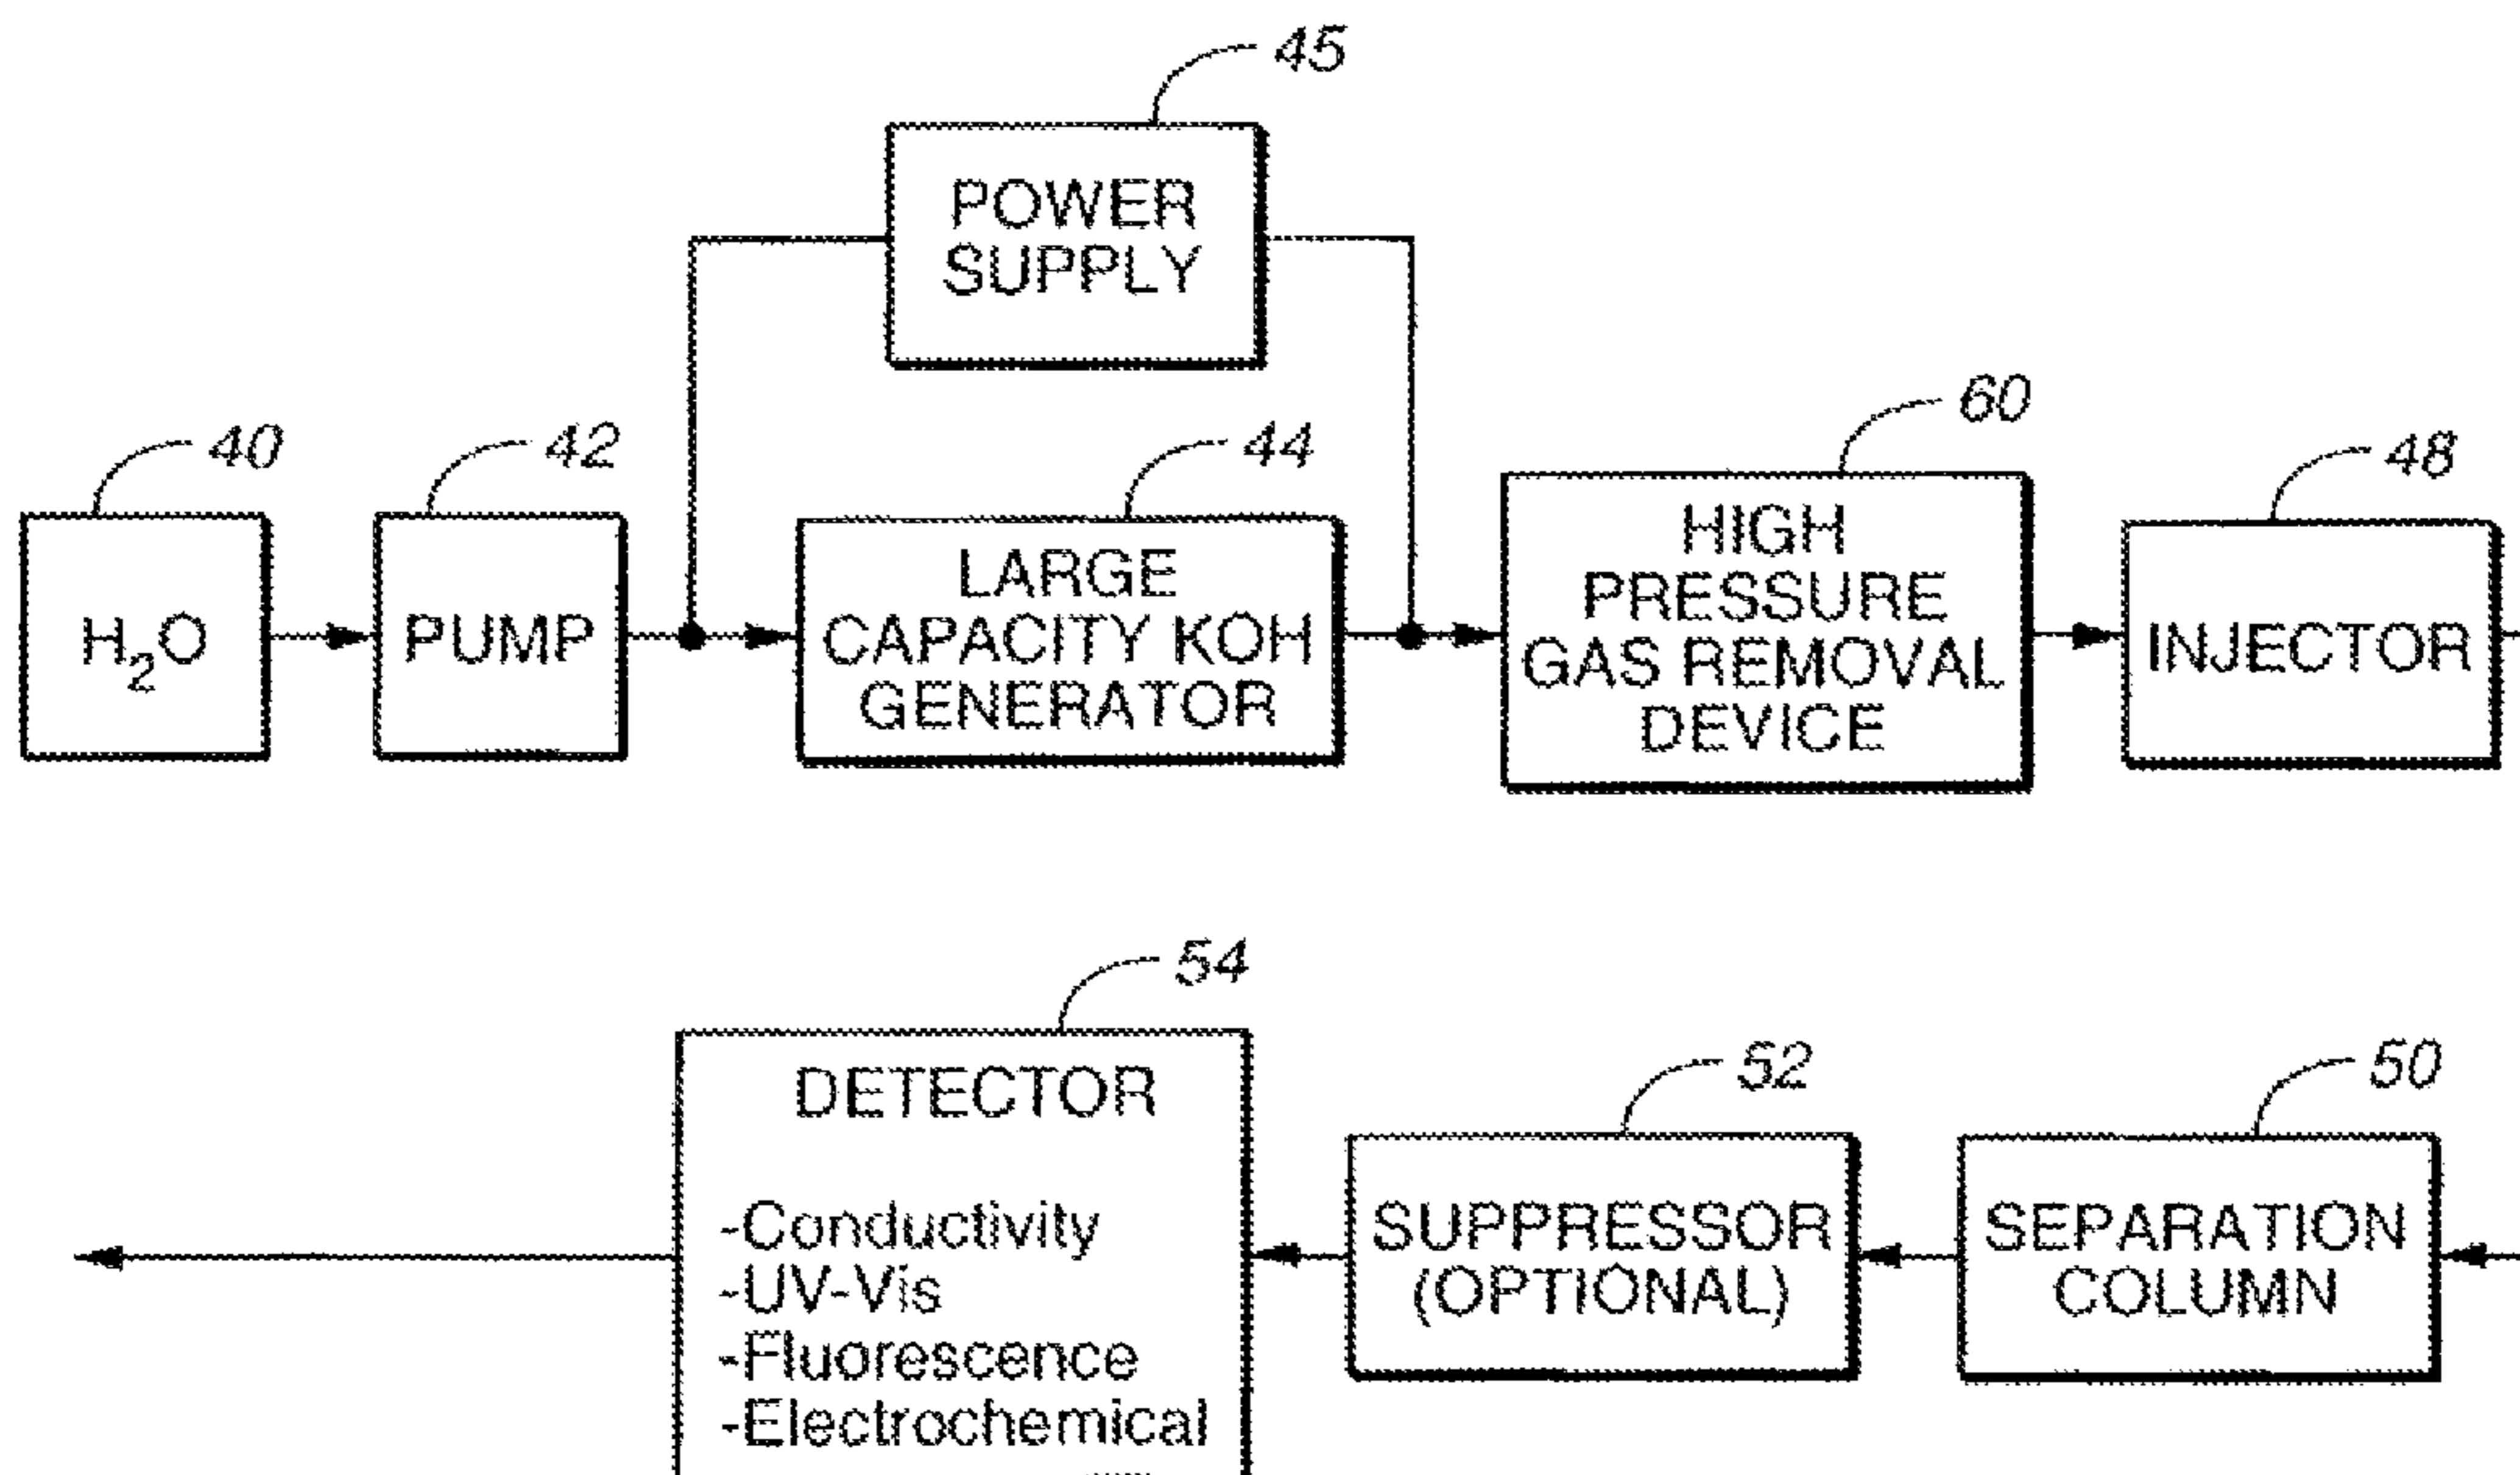 45
POWER
SUPPLY
40
42
44
60
48
H₂O
PUMP
LARGE
CAPACITY KOH
GENERATOR
HIGH
PRESSURE
GAS REMOVAL
DEVICE
INJECTOR
54
DETECTOR
-Conductivity
-UV-Vis
-Fluorescence
-Electrochemical
52
SUPPRESSOR
(OPTIONAL)
50
SEPARATION
COLUMN